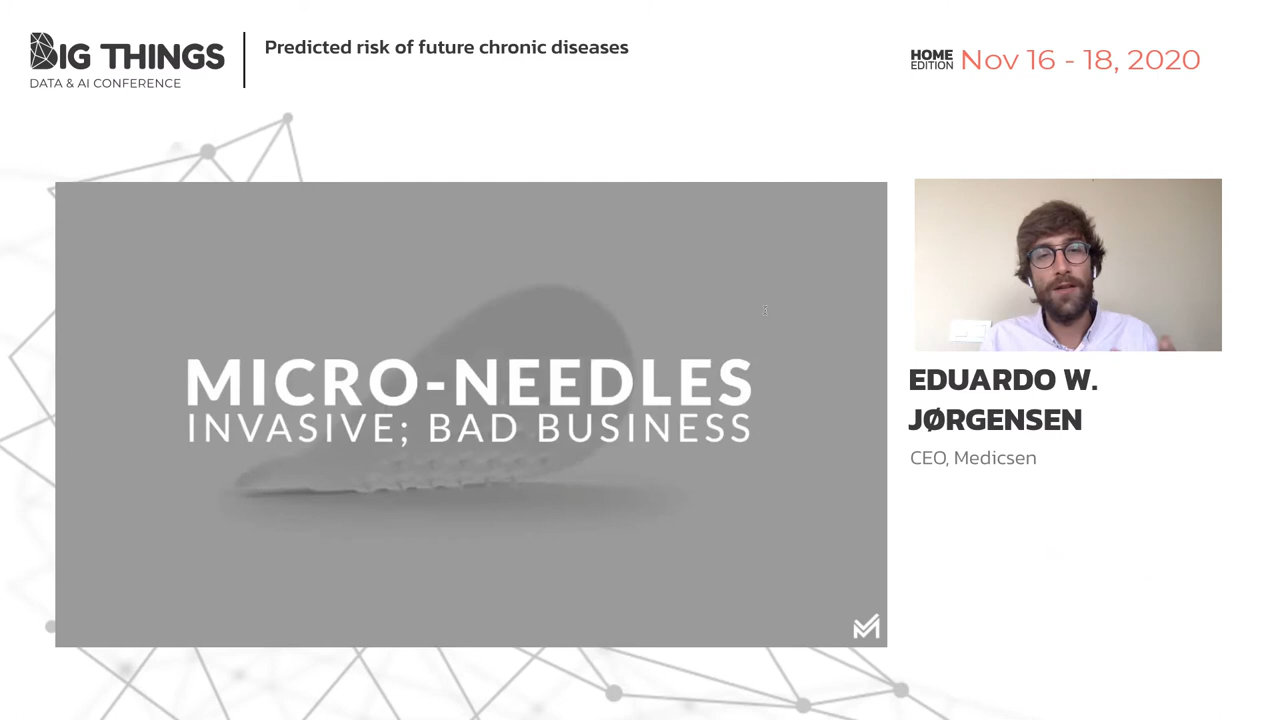 BIG THINGS
DATA & AI CONFERENCE
Predicted risk of future chronic diseases
HOME
EDITION
Nov 16 - 18, 2020
MICRO-NEEDLES
INVASIVE; BAD BUSINESS
EDUARDO W.
JØRGENSEN
CEO, Medicsen